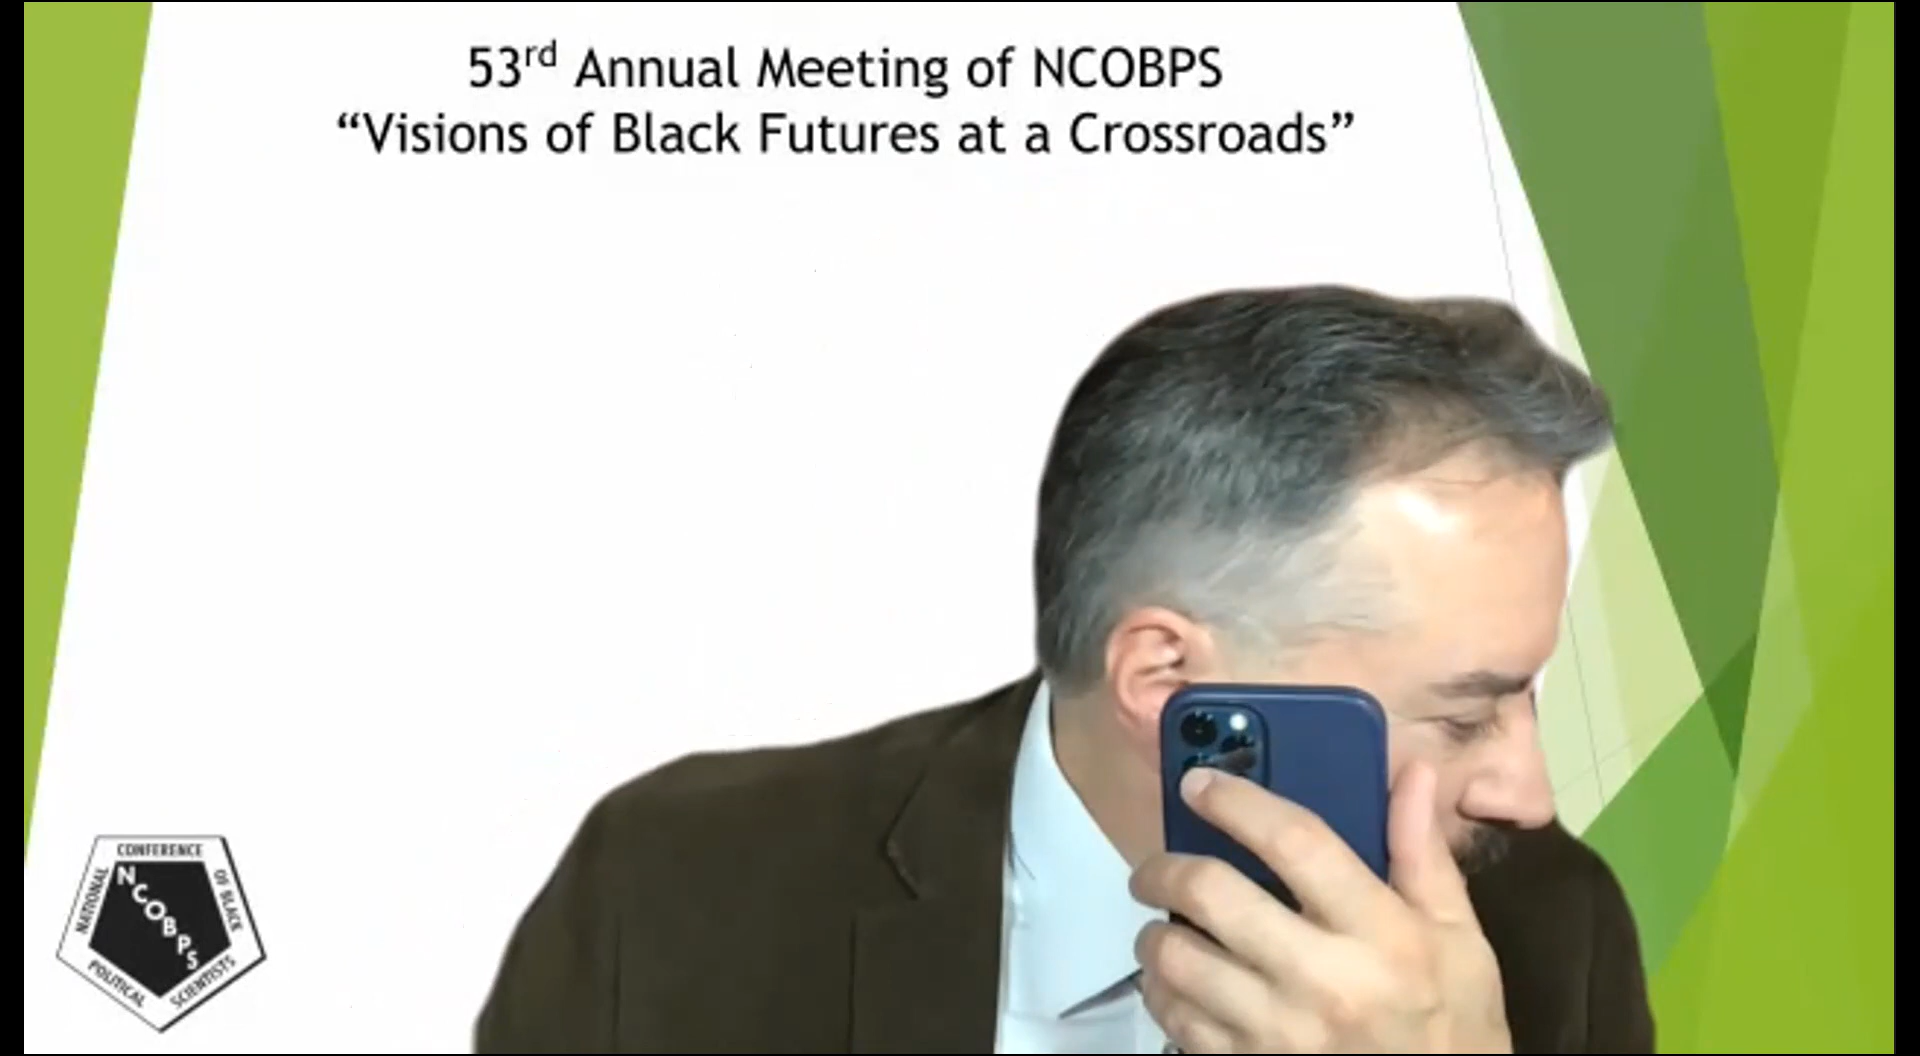 53rd Annual Meeting of NCOBPS
“Visions of Black Futures at a Crossroads”
CONFERENCE
NATIONAL
OF BLACK
NCOBPS
POLITICAL
SCIENTISTS